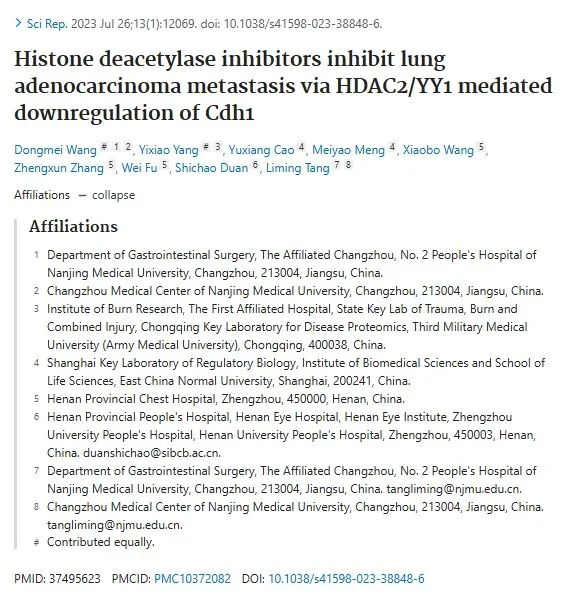 > Sci Rep. 2023 Jul 26;13(1):12069. doi: 10.1038/s41598-023-38848-6.
Histone deacetylase inhibitors inhibit lung
adenocarcinoma metastasis via HDAC2/YY1 mediated
downregulation of Cdh1
Dongmei Wang # 1 2, Yixiao Yang # 3, Yuxiang Cao 4, Meiyao Meng 4, Xiaobo Wang 5,
Zhengxun Zhang 5, Wei Fu 5, Shichao Duan 6, Liming Tang 7 8
Affiliations – collapse
Affiliations
1 Department of Gastrointestinal Surgery, The Affiliated Changzhou, No. 2 People's Hospital of
Nanjing Medical University, Changzhou, 213004, Jiangsu, China.
2 Changzhou Medical Center of Nanjing Medical University, Changzhou, 213004, Jiangsu, China.
3 Institute of Burn Research, The First Affiliated Hospital, State Key Lab of Trauma, Burn and
Combined Injury, Chongqing Key Laboratory for Disease Proteomics, Third Military Medical
University (Army Medical University), Chongqing, 400038, China.
4 Shanghai Key Laboratory of Regulatory Biology, Institute of Biomedical Sciences and School of
Life Sciences, East China Normal University, Shanghai, 200241, China.
5 Henan Provincial Chest Hospital, Zhengzhou, 450000, Henan, China.
6 Henan Provincial People's Hospital, Henan Eye Hospital, Henan Eye Institute, Zhengzhou
University People's Hospital, Henan University People's Hospital, Zhengzhou, 450003, Henan,
China. duanshichao@sibcb.ac.cn.
7 Department of Gastrointestinal Surgery, The Affiliated Changzhou, No. 2 People's Hospital of
Nanjing Medical University, Changzhou, 213004, Jiangsu, China. tangliming@njmu.edu.cn.
8 Changzhou Medical Center of Nanjing Medical University, Changzhou, 213004, Jiangsu, China.
tangliming@njmu.edu.cn.
# Contributed equally.
PMID: 37495623 PMCID: PMC10372082 DOI: 10.1038/s41598-023-38848-6